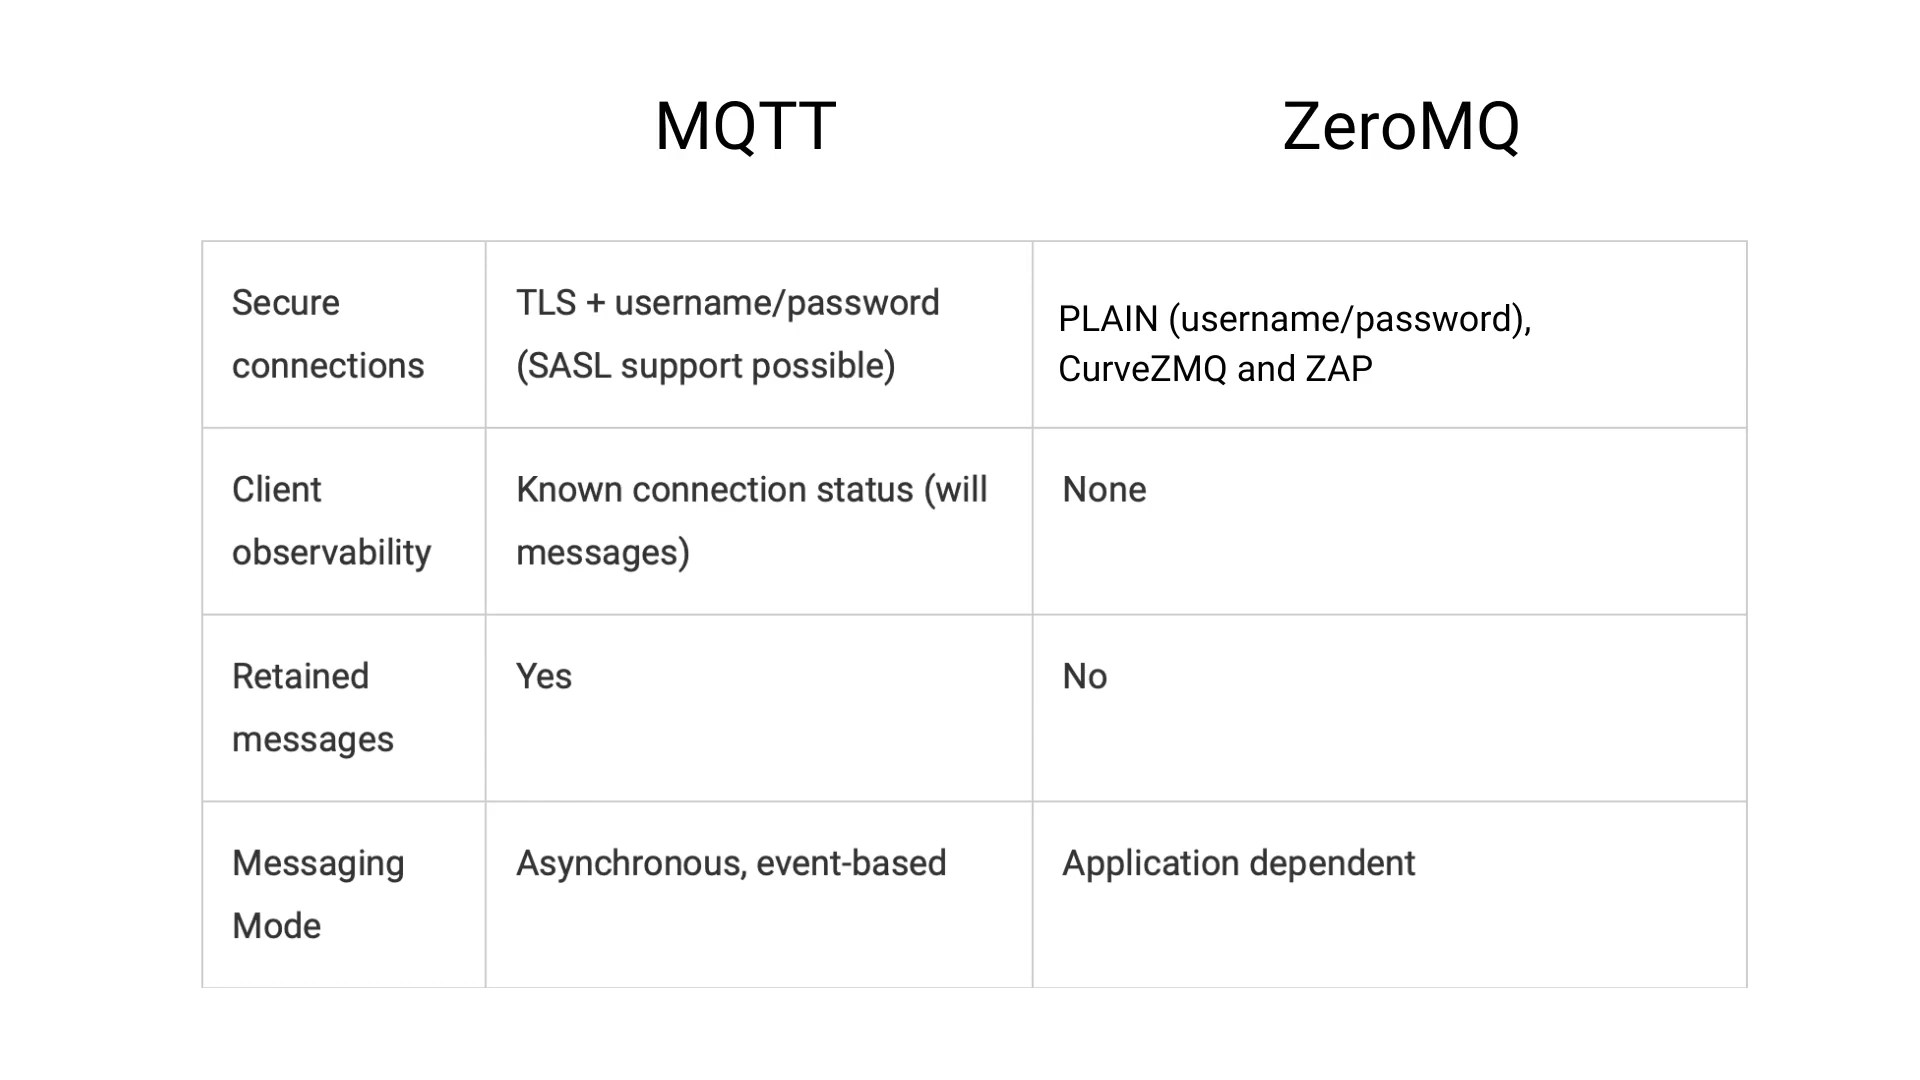 MQTT
ZeroMQ
Secure
connections
TLS + username/password
(SASL support possible)
PLAIN (username/password),
CurveZMQ and ZAP
Client
observability
Known connection status (will
messages)
None
Retained
messages
Yes
No
Messaging
Mode
Asynchronous, event-based
Application dependent